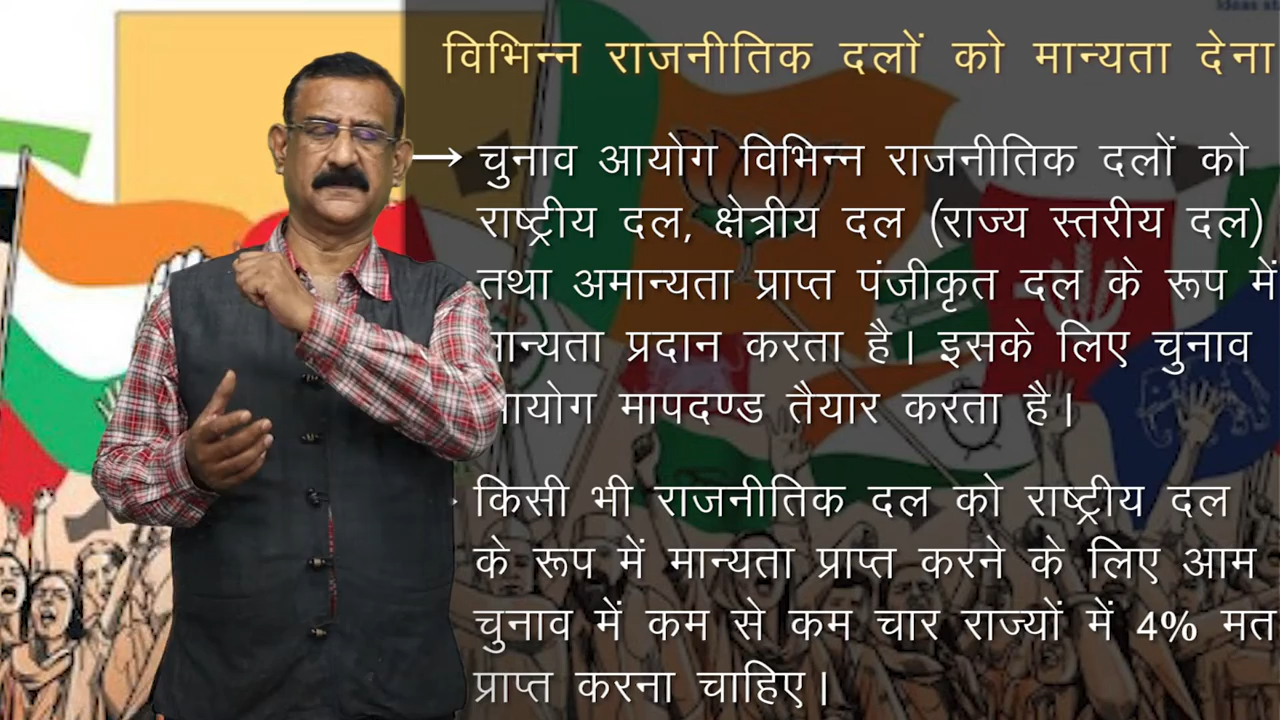 Ideas
विभिन्न राजनीतिक दलों को मान्यता देना
→ चुनाव आयोग विभिन्न राजनीतिक दलों को
राष्ट्रीय दल, क्षेत्रीय दल (राज्य स्तरीय दल)
तथा अमान्यता प्राप्त पंजीकृत दल के रूप में
मान्यता प्रदान करता है। इसके लिए चुनाव
आयोग मापदण्ड तैयार करता है।
किसी भी राजनीतिक दल को राष्ट्रीय दल
के रूप में मान्यता प्राप्त करने के लिए आम
चुनाव में कम से कम चार राज्यों में 4% मत
प्राप्त करना चाहिए।